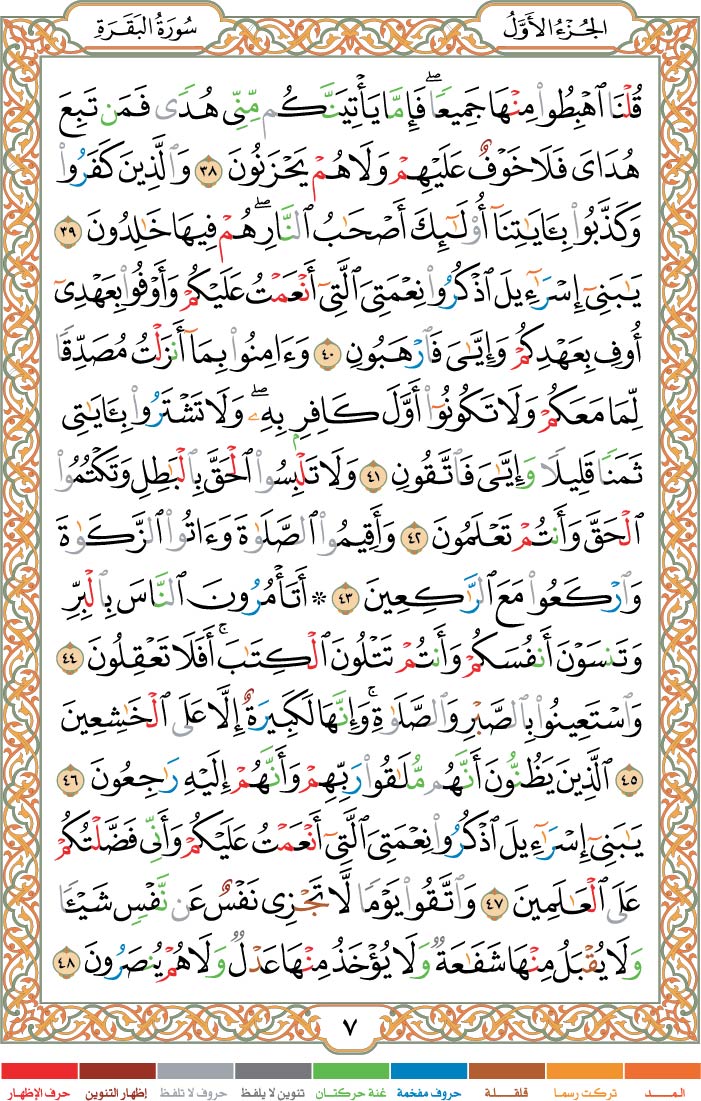 الجُزْءُ الأَوَّلُ
سُورَةُ البَقَرَةِ
قُلْنَا ٱهْبِطُوا۟ مِنْهَا جَمِيعًا ۖ فَإِمَّا يَأْتِيَنَّكُم مِّنِّى هُدًى فَمَن تَبِعَ
هُدَاىَ فَلَا خَوْفٌ عَلَيْهِمْ وَلَا هُمْ يَحْزَنُونَ ٣٨ وَٱلَّذِينَ كَفَرُوا۟
وَكَذَّبُوا۟ بِـَٔايَـٰتِنَآ أُو۟لَـٰٓئِكَ أَصْحَـٰبُ ٱلنَّارِ ۖ هُمْ فِيهَا خَـٰلِدُونَ ٣٩
يَـٰبَنِىٓ إِسْرَٰٓءِيلَ ٱذْكُرُوا۟ نِعْمَتِىَ ٱلَّتِىٓ أَنْعَمْتُ عَلَيْكُمْ وَأَوْفُوا۟ بِعَهْدِىٓ
أُوفِ بِعَهْدِكُمْ وَإِيَّـٰىَ فَٱرْهَبُونِ ٤٠ وَءَامِنُوا۟ بِمَآ أَنزَلْتُ مُصَدِّقًا
لِّمَا مَعَكُمْ وَلَا تَكُونُوٓا۟ أَوَّلَ كَافِرٍۭ بِهِۦ ۖ وَلَا تَشْتَرُوا۟ بِـَٔايَـٰتِى
ثَمَنًا قَلِيلًا وَإِيَّـٰىَ فَٱتَّقُونِ ٤١ وَلَا تَلْبِسُوا۟ ٱلْحَقَّ بِٱلْبَـٰطِلِ وَتَكْتُمُوا۟
ٱلْحَقَّ وَأَنتُمْ تَعْلَمُونَ ٤٢ وَأَقِيمُوا۟ ٱلصَّلَوٰةَ وَءَاتُوا۟ ٱلزَّكَوٰةَ
وَٱرْكَعُوا۟ مَعَ ٱلرَّٰكِعِينَ ٤٣ * أَتَأْمُرُونَ ٱلنَّاسَ بِٱلْبِرِّ
وَتَنسَوْنَ أَنفُسَكُمْ وَأَنتُمْ تَتْلُونَ ٱلْكِتَـٰبَ ۚ أَفَلَا تَعْقِلُونَ ٤٤
وَٱسْتَعِينُوا۟ بِٱلصَّبْرِ وَٱلصَّلَوٰةِ ۚ وَإِنَّهَا لَكَبِيرَةٌ إِلَّا عَلَى ٱلْخَـٰشِعِينَ
٤٥ ٱلَّذِينَ يَظُنُّونَ أَنَّهُم مُّلَـٰقُوا۟ رَبِّهِمْ وَأَنَّهُمْ إِلَيْهِ رَٰجِعُونَ ٤٦
يَـٰبَنِىٓ إِسْرَٰٓءِيلَ ٱذْكُرُوا۟ نِعْمَتِىَ ٱلَّتِىٓ أَنْعَمْتُ عَلَيْكُمْ وَأَنِّى فَضَّلْتُكُمْ
عَلَى ٱلْعَـٰلَمِينَ ٤٧ وَٱتَّقُوا۟ يَوْمًا لَّا تَجْزِى نَفْسٌ عَن نَّفْسٍ شَيْـًٔا
وَلَا يُقْبَلُ مِنْهَا شَفَـٰعَةٌ وَلَا يُؤْخَذُ مِنْهَا عَدْلٌ وَلَا هُمْ يُنصَرُونَ ٤٨
٧
المــــد
تركت رسما
قلقـــلة
حروف مفخمة
غنة حركتـــان
تنوين لا يلفظ
حروف لا تلفظ
إظهار التنوين
حرف الإظهار